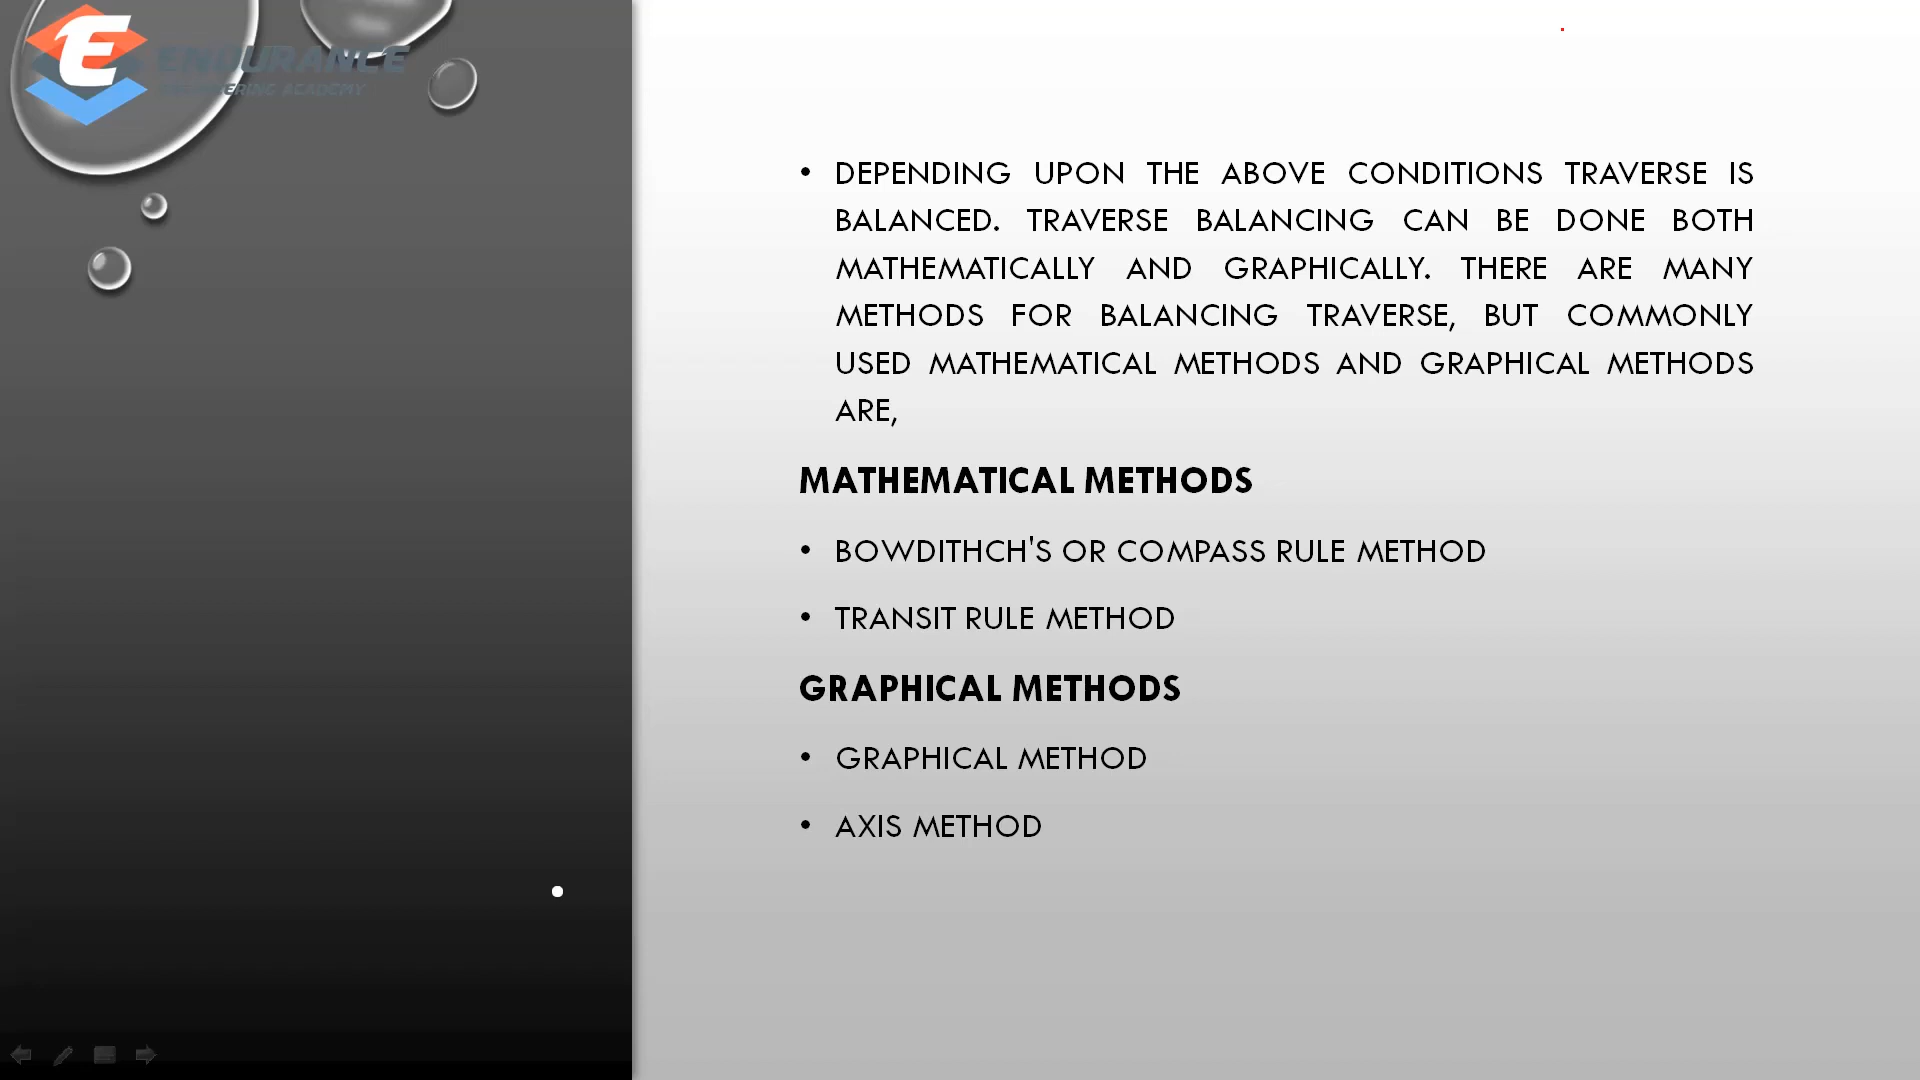 E
ENDURANCE
ENGINEERING ACADEMY
• DEPENDING UPON THE ABOVE CONDITIONS TRAVERSE IS
BALANCED. TRAVERSE BALANCING CAN BE DONE BOTH
MATHEMATICALLY AND GRAPHICALLY. THERE ARE MANY
METHODS FOR BALANCING TRAVERSE, BUT COMMONLY
USED MATHEMATICAL METHODS AND GRAPHICAL METHODS
ARE,
MATHEMATICAL METHODS
• BOWDITHCH'S OR COMPASS RULE METHOD
• TRANSIT RULE METHOD
GRAPHICAL METHODS
• GRAPHICAL METHOD
• AXIS METHOD